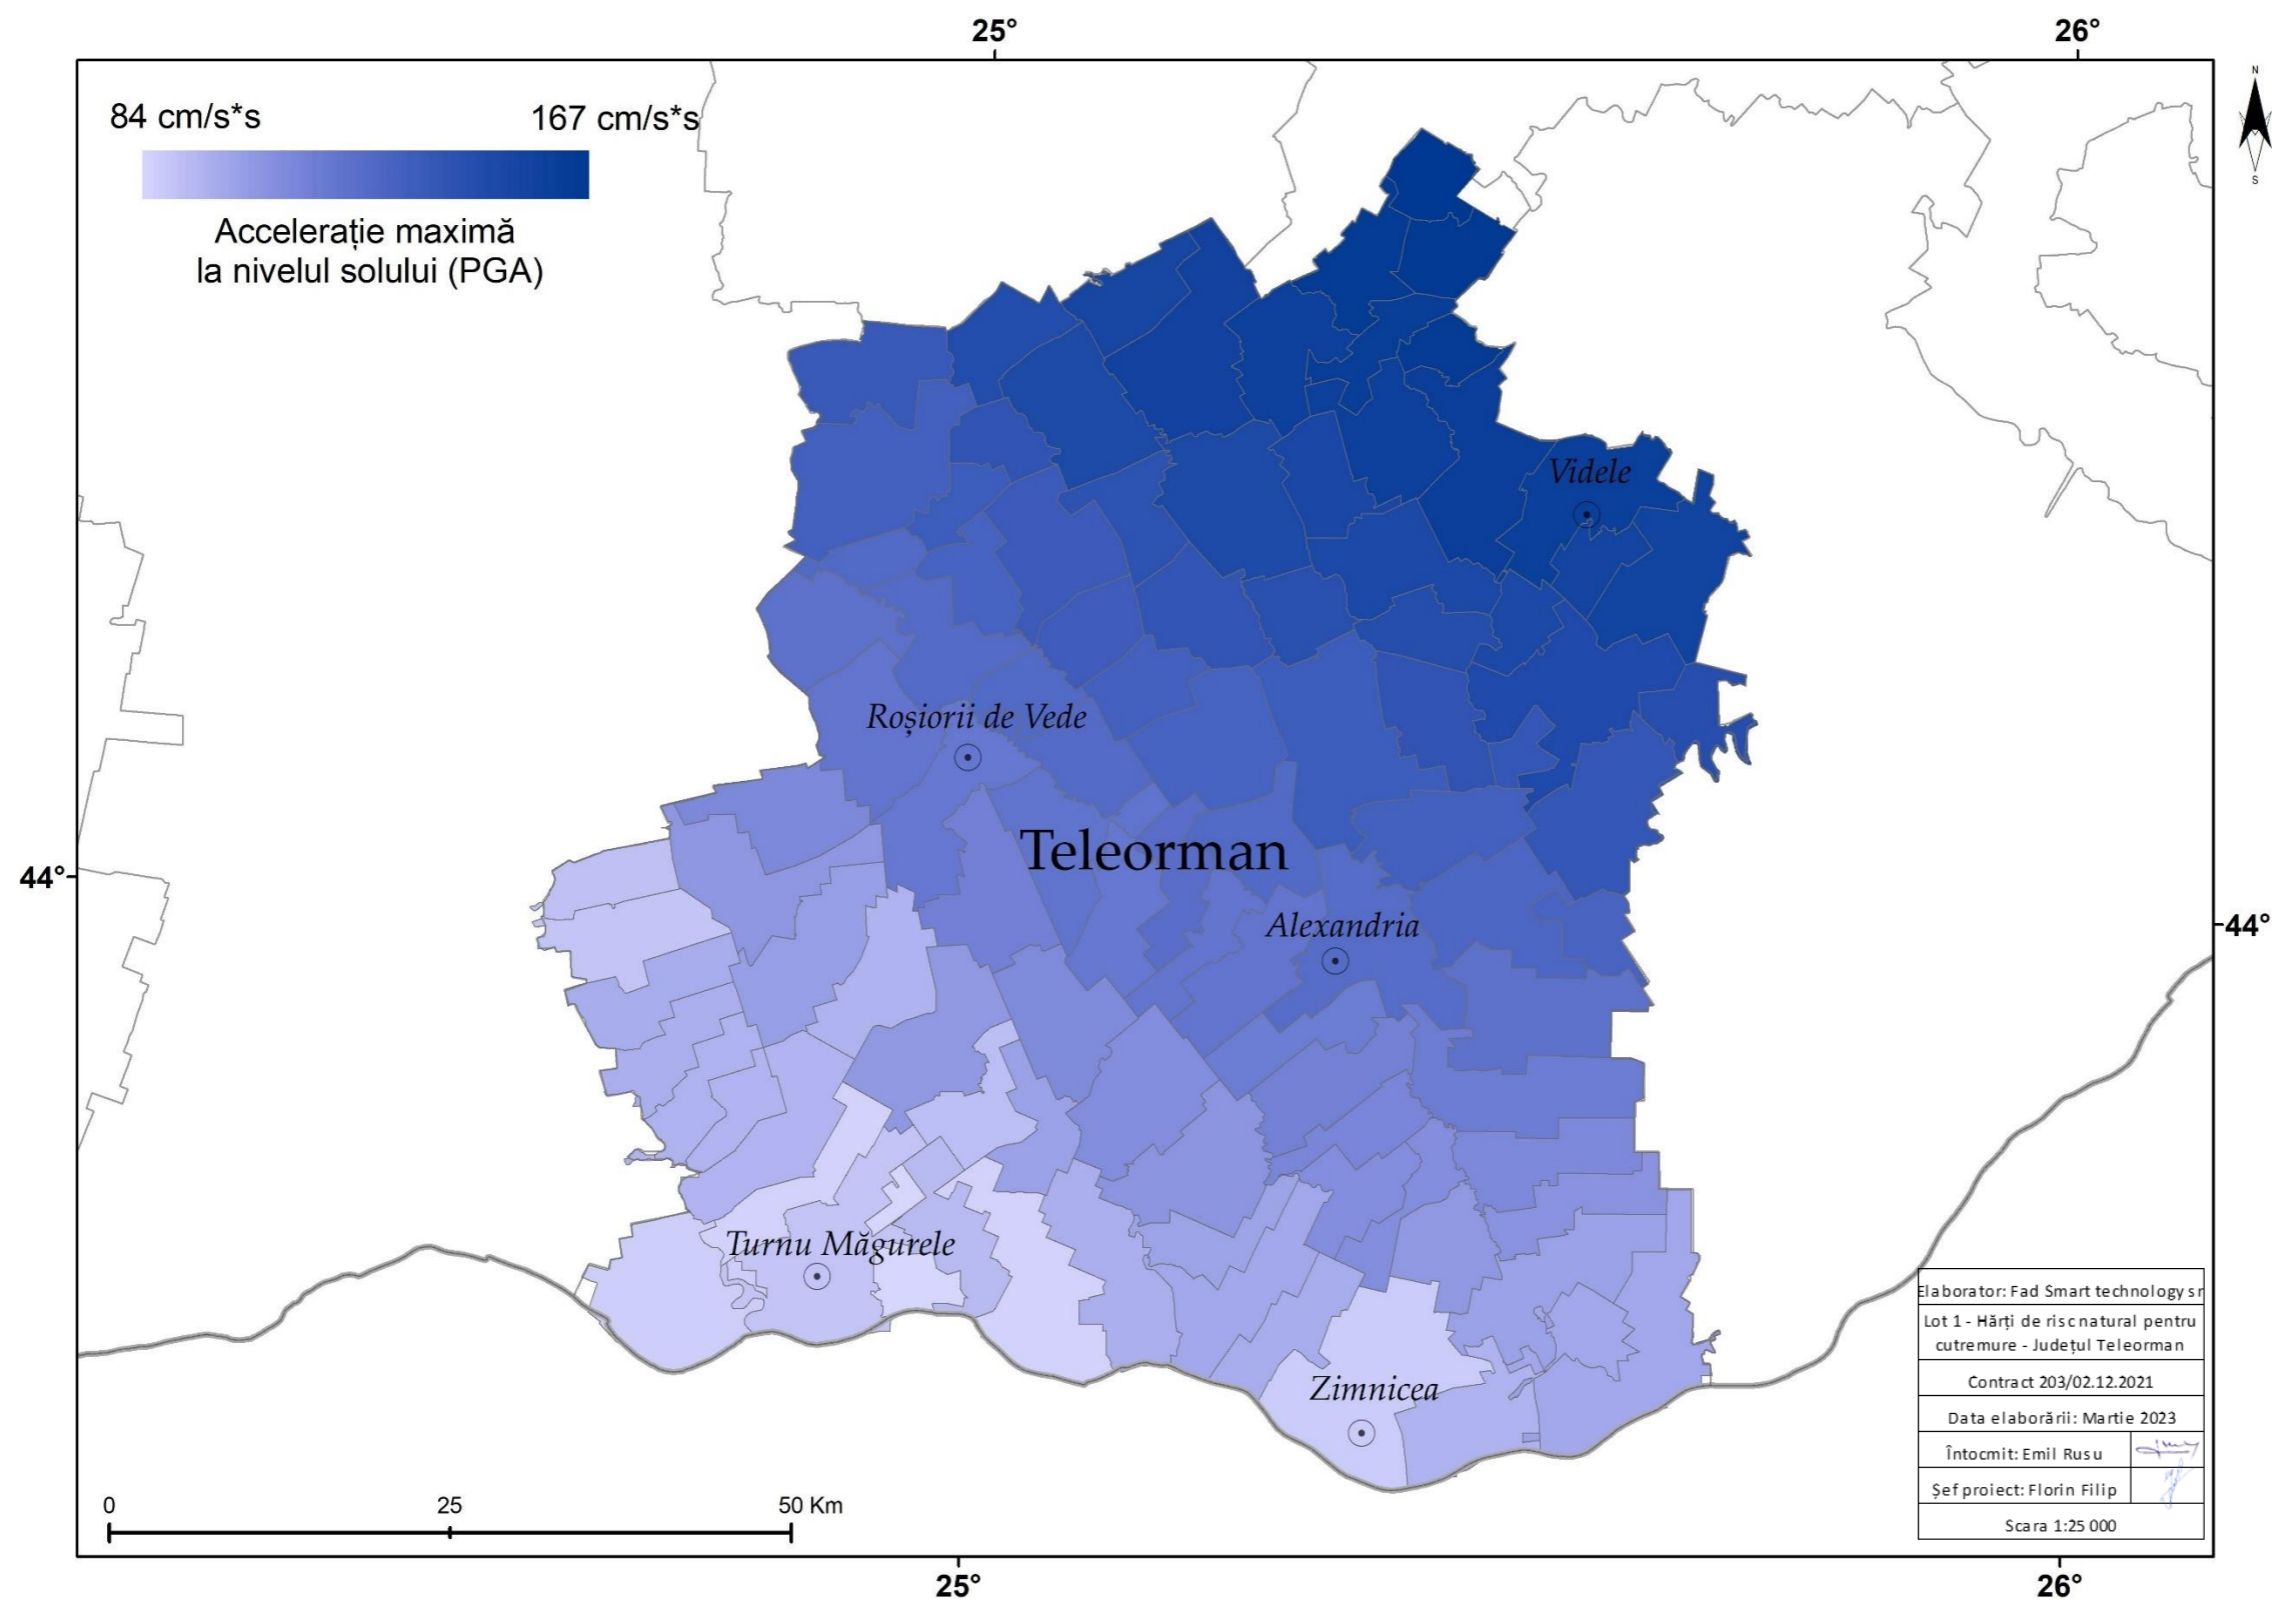 25°
26°
N
S
84 cm/s*s
167 cm/s*s
Accelerație maximă
la nivelul solului (PGA)
Videle
Roșiorii de Vede
Teleorman
44°
Alexandria
44°
Turnu Măgurele
Zimnicea
Elaborator: Fad Smart technology sr
Lot 1 - Hărți de risc natural pentru
cutremure - Județul Teleorman
Contract 203/02.12.2021
Data elaborării: Martie 2023
Întocmit: Emil Rusu
Șef proiect: Florin Filip
Scara 1:25 000
0
25
50 Km
25°
26°